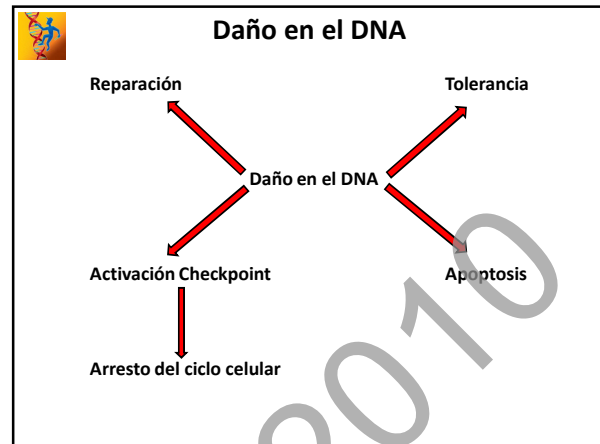 Daño en el DNA
Reparación
Tolerancia
Daño en el DNA
Activación Checkpoint
Apoptosis
Arresto del ciclo celular
2010